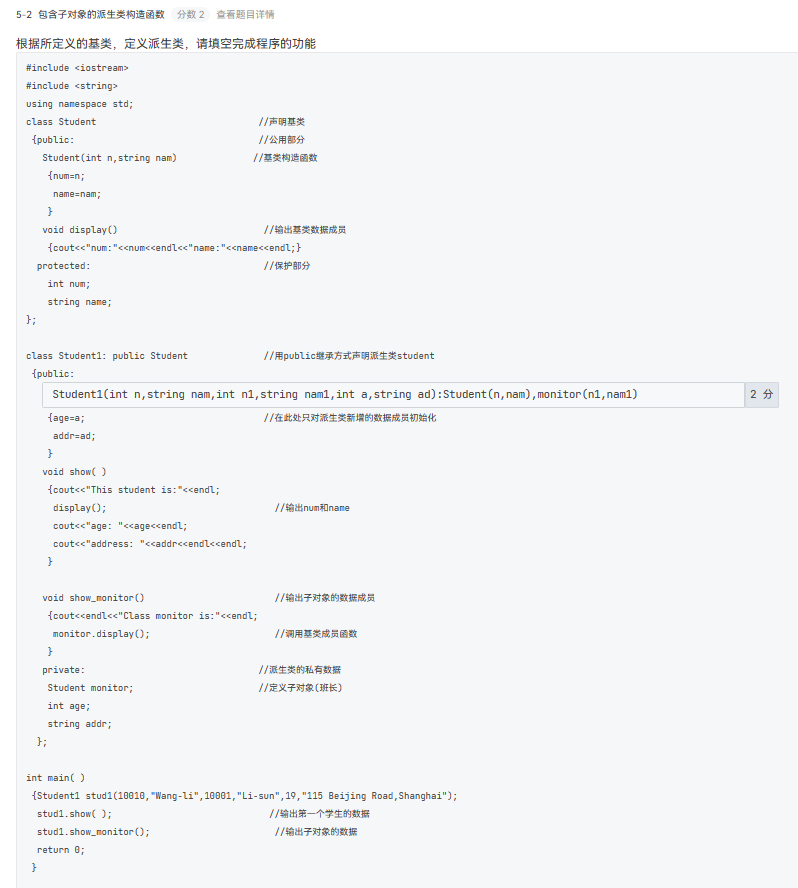 5-2 包含子对象的派生类构造函数 分数 2 查看题目详情
根据所定义的基类，定义派生类，请填空完成程序的功能
#include <iostream>
#include <string>
using namespace std;
class Student //声明基类
{public: //公用部分
Student(int n,string nam) //基类构造函数
{num=n;
name=nam;
}
void display() //输出基类数据成员
{cout<<"num:"<<num<<endl<<"name:"<<name<<endl;}
protected: //保护部分
int num;
string name;
};
class Student1: public Student //用public继承方式声明派生类student
{public:
Student1(int n,string nam,int n1,string nam1,int a,string ad):Student(n,nam),monitor(n1,nam1) 2 分
{age=a; //在此处只对派生类新增的数据成员初始化
addr=ad;
}
void show( )
{cout<<"This student is:"<<endl;
display(); //输出num和name
cout<<"age: "<<age<<endl;
cout<<"address: "<<addr<<endl<<endl;
}
void show_monitor() //输出子对象的数据成员
{cout<<endl<<"Class monitor is:"<<endl;
monitor.display(); //调用基类成员函数
}
private: //派生类的私有数据
Student monitor; //定义子对象(班长)
int age;
string addr;
};
int main( )
{Student1 stud1(10010,"Wang-li",10001,"Li-sun",19,"115 Beijing Road,Shanghai");
stud1.show( ); //输出第一个学生的数据
stud1.show_monitor(); //输出子对象的数据
return 0;
}